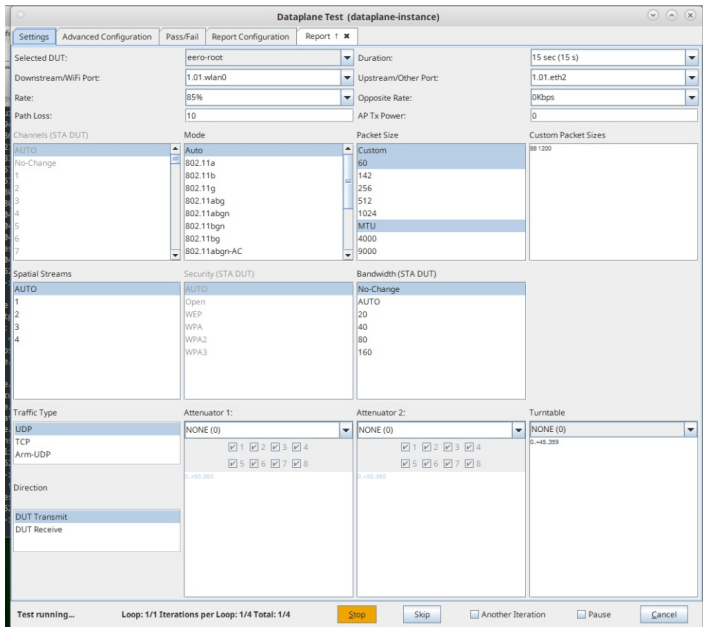 Dataplane Test (dataplane-instance)
Settings Advanced Configuration Pass/Fail Report Configuration Report ↑ ✖
Selected DUT: eero-root Duration: 15 sec (15 s)
Downstream/WiFi Port: 1.01.wlan0 Upstream/Other Port: 1.01.eth2
Rate: 85% Opposite Rate: 0Kbps
Path Loss: 10 AP Tx Power: 0
Channels (STA DUT) Mode Packet Size Custom Packet Sizes
AUTO Auto Custom 88 1200
No-Change 802.11a 60
1 802.11b 142
2 802.11g 256
3 802.11abg 512
4 802.11abgn 1024
5 802.11bgn MTU
6 802.11bg 4000
7 802.11abgn-AC 9000
Spatial Streams Security (STA DUT) Bandwidth (STA DUT)
AUTO AUTO No-Change
1 Open AUTO
2 WEP 20
3 WPA 40
4 WPA2 80
WPA3 160
Traffic Type Attenuator 1: Attenuator 2: Turntable
UDP NONE (0) NONE (0) NONE (0)
TCP 1 2 3 4 1 2 3 4 0..+45..359
Arm-UDP 5 6 7 8 5 6 7 8
Direction
DUT Transmit
DUT Receive
Test running... Loop: 1/1 Iterations per Loop: 1/4 Total: 1/4 Stop Skip Another Iteration Pause Cancel